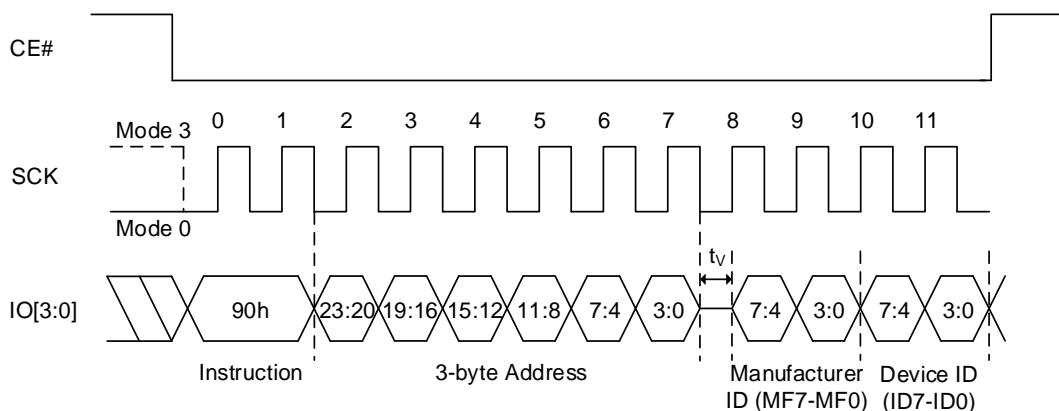 CE#
0 1 2 3 4 5 6 7 8 9 10 11
Mode 3
SCK
Mode 0
tV
IO[3:0] 90h 23:20 19:16 15:12 11:8 7:4 3:0 7:4 3:0 7:4 3:0
Instruction 3-byte Address Manufacturer Device ID
ID (MF7-MF0) (ID7-ID0)